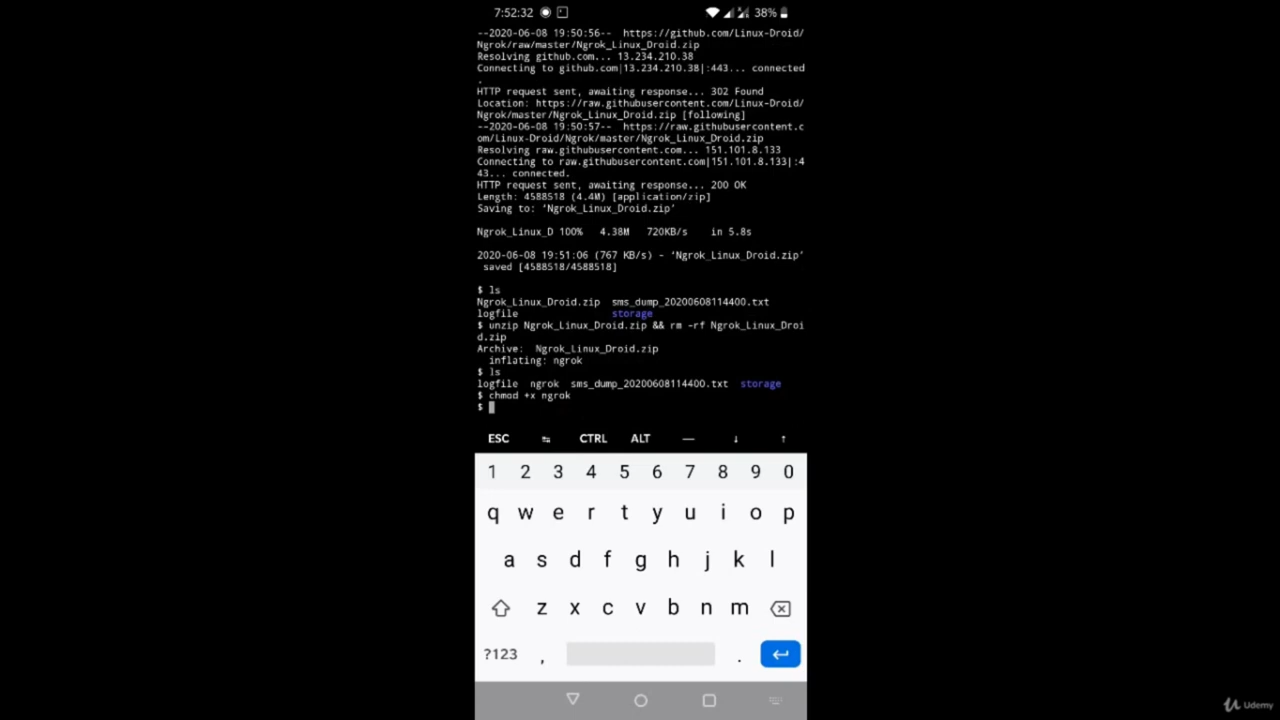 7:52:32 38%
--2020-06-08 19:50:56-- https://github.com/Linux-Droid/
Ngrok/raw/master/Ngrok_Linux_Droid.zip
Resolving github.com... 13.234.210.38
Connecting to github.com|13.234.210.38|:443... connected
.
HTTP request sent, awaiting response... 302 Found
Location: https://raw.githubusercontent.com/Linux-Droid/
Ngrok/master/Ngrok_Linux_Droid.zip [following]
--2020-06-08 19:50:57-- https://raw.githubusercontent.c
om/Linux-Droid/Ngrok/master/Ngrok_Linux_Droid.zip
Resolving raw.githubusercontent.com... 151.101.8.133
Connecting to raw.githubusercontent.com|151.101.8.133|:4
43... connected.
HTTP request sent, awaiting response... 200 OK
Length: 4588518 (4.4M) [application/zip]
Saving to: ‘Ngrok_Linux_Droid.zip’
Ngrok_Linux_D 100% 4.38M 720KB/s in 5.8s
2020-06-08 19:51:06 (767 KB/s) - ‘Ngrok_Linux_Droid.zip’
saved [4588518/4588518]
$ ls
Ngrok_Linux_Droid.zip sms_dump_20200608114400.txt
logfile storage
$ unzip Ngrok_Linux_Droid.zip && rm -rf Ngrok_Linux_Droi
d.zip
Archive: Ngrok_Linux_Droid.zip
inflating: ngrok
$ ls
logfile ngrok sms_dump_20200608114400.txt storage
$ chmod +x ngrok
$
ESC ↹ CTRL ALT — ↓ ↑
1 2 3 4 5 6 7 8 9 0
q w e r t y u i o p
a s d f g h j k l
z x c v b n m
?123 , .
Udemy